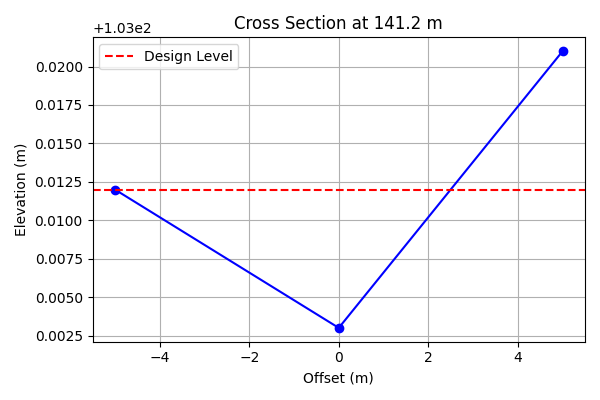 Cross Section at 141.2 m
+1.03e2
Design Level
0.0200
0.0175
0.0150
0.0125
0.0100
0.0075
0.0050
0.0025
Elevation (m)
−4 −2 0 2 4
Offset (m)